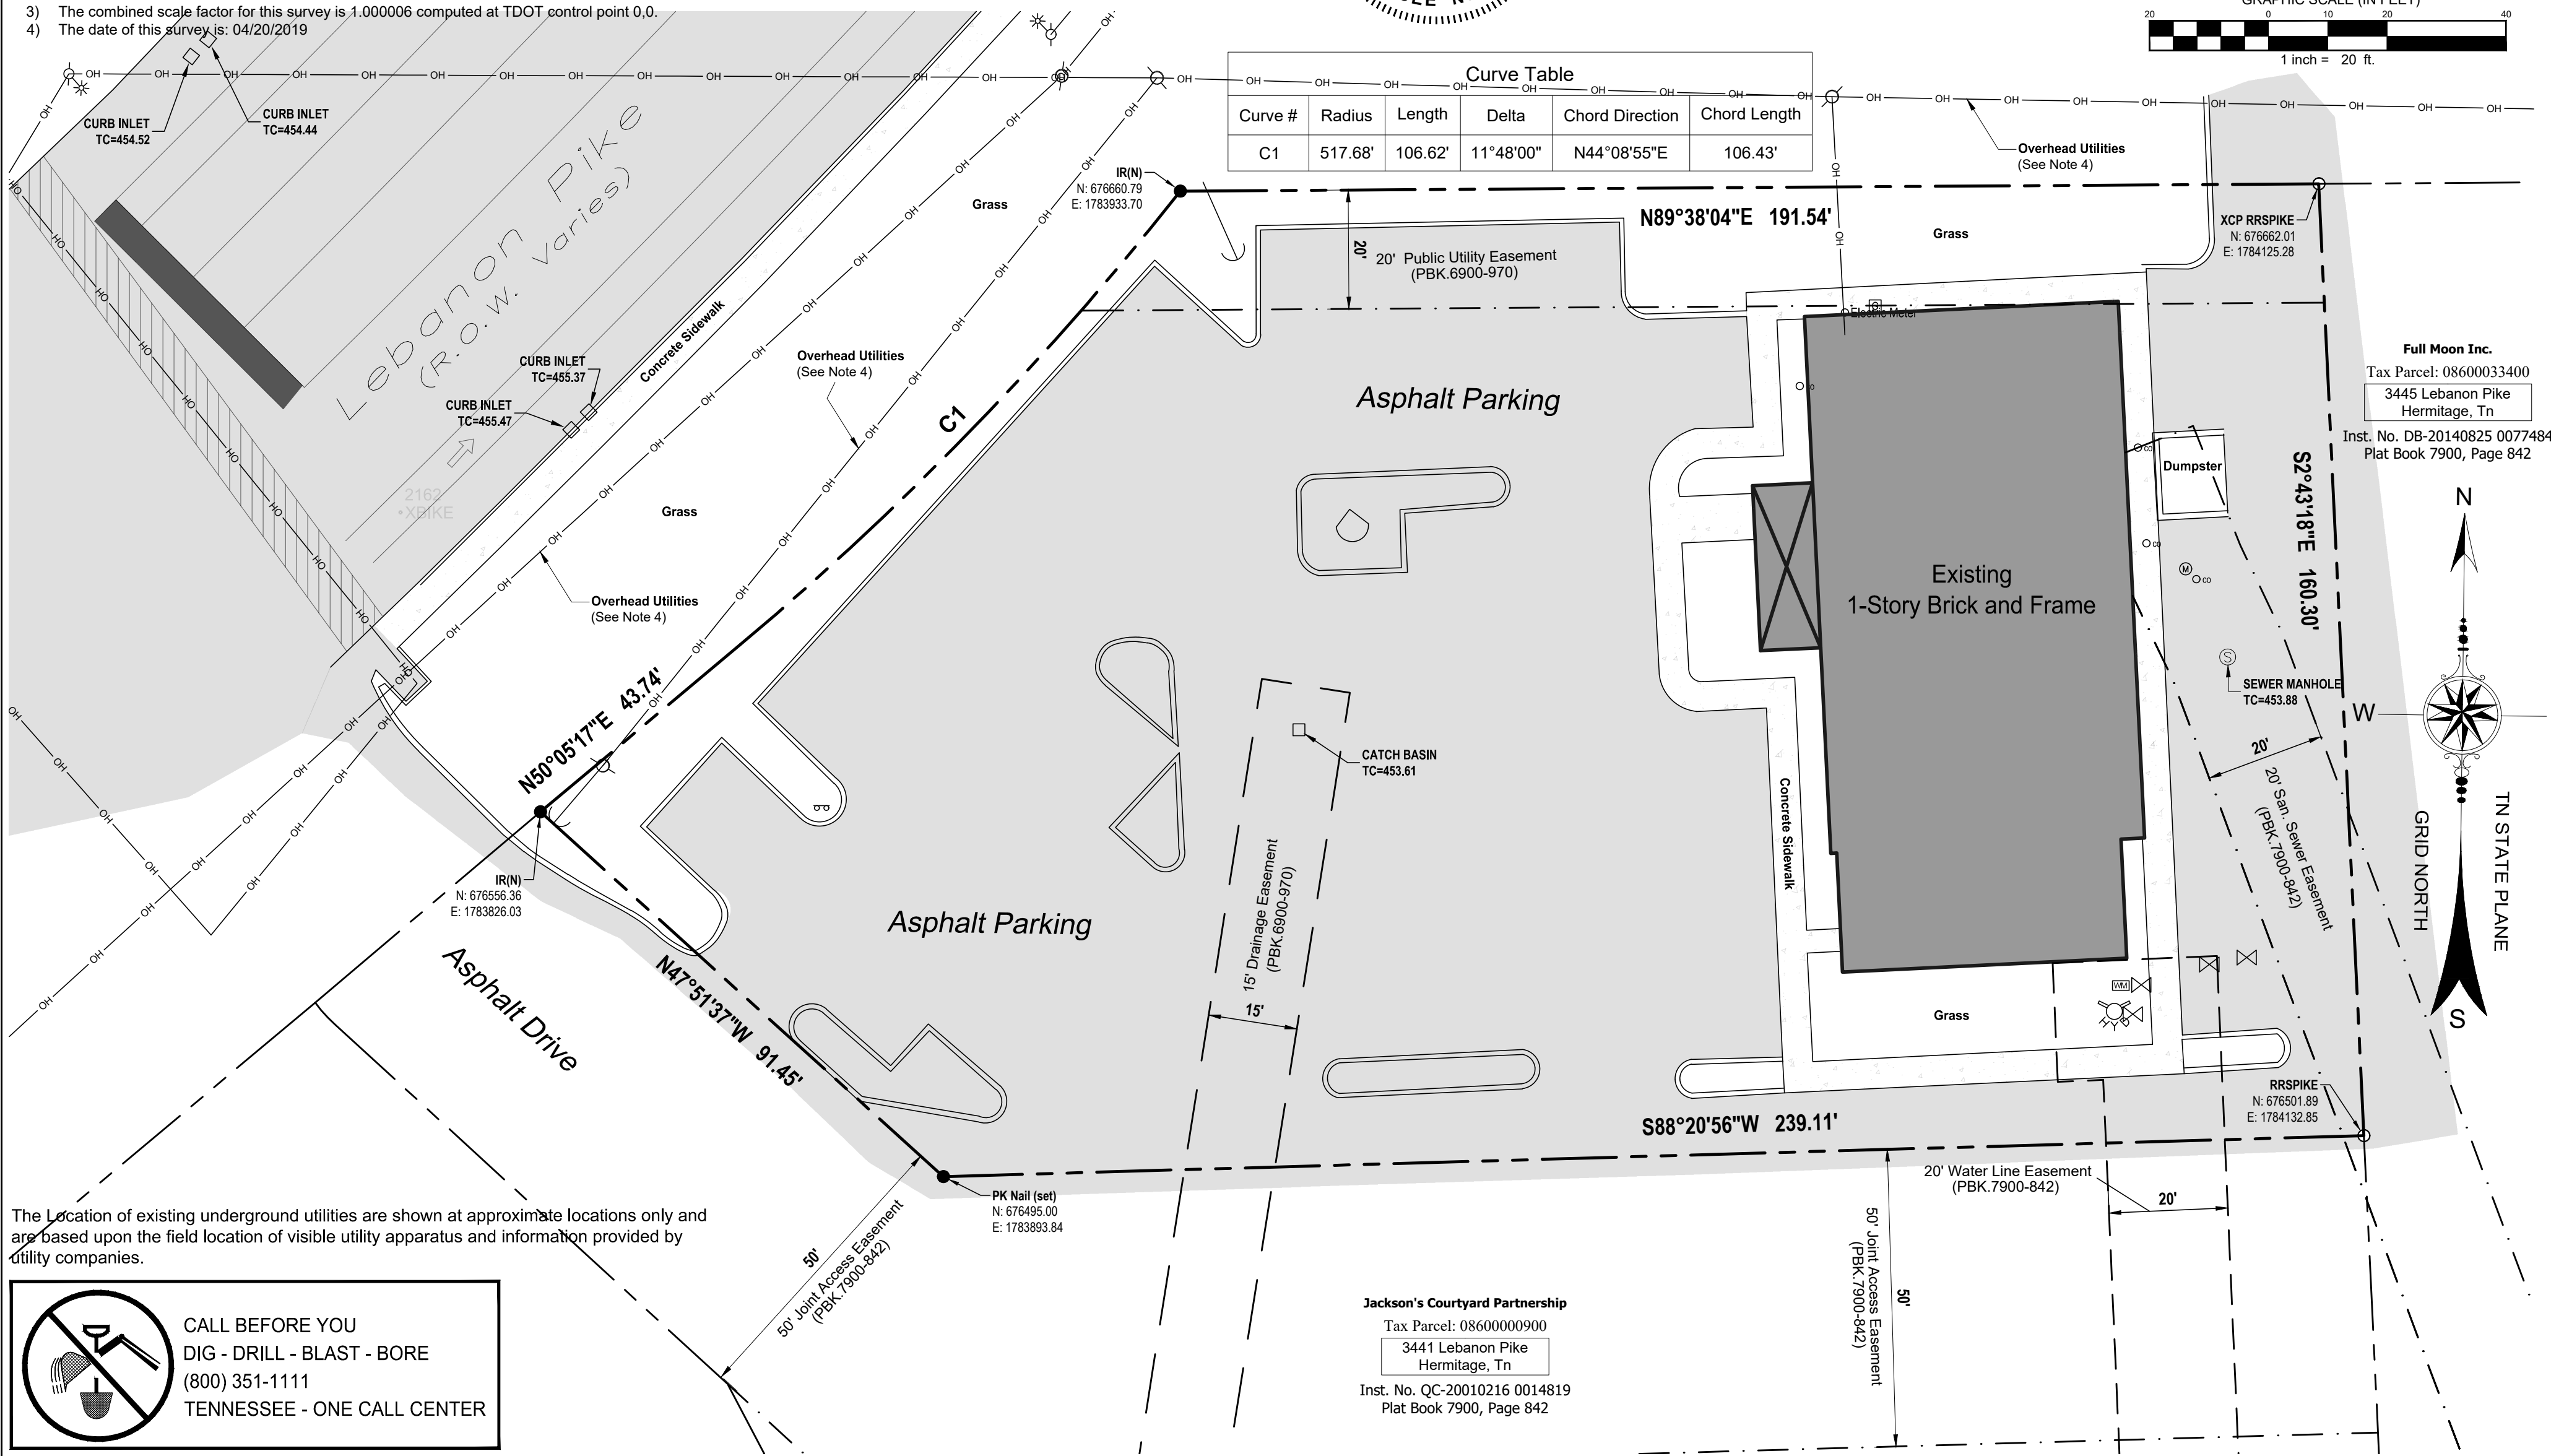 3) The combined scale factor for this survey is 1.000006 computed at TDOT control point 0,0.
4) The date of this survey is: 04/20/2019
GRAPHIC SCALE (IN FEET)
20 0 10 20 40
1 inch = 20 ft.
Curve Table
Curve # Radius Length Delta Chord Direction Chord Length
C1 517.68' 106.62' 11°48'00" N44°08'55"E 106.43'
CURB INLET
TC=454.52
CURB INLET
TC=454.44
Lebanon Pike
(R.O.W. Varies)
IR(N)
N: 676660.79
E: 1783933.70
Grass
N89°38'04"E 191.54'
Overhead Utilities
(See Note 4)
Grass
XCP RRSPIKE
N: 676662.01
E: 1784125.28
20'
20' Public Utility Easement
(PBK.6900-970)
Electric Meter
Concrete Sidewalk
CURB INLET
TC=455.37
CURB INLET
TC=455.47
2162
XBIKE
Overhead Utilities
(See Note 4)
C1
Asphalt Parking
Full Moon Inc.
Tax Parcel: 08600033400
3445 Lebanon Pike
Hermitage, Tn
Inst. No. DB-20140825 0077484
Plat Book 7900, Page 842
Dumpster
S2°43'18"E 160.30'
Grass
Overhead Utilities
(See Note 4)
Existing
1-Story Brick and Frame
CO
CO
M
CO
S
SEWER MANHOLE
TC=453.88
N
W
S
TN STATE PLANE
GRID NORTH
N50°05'17"E 43.74'
CATCH BASIN
TC=453.61
Concrete Sidewalk
20'
20' San. Sewer Easement
(PBK.7900-842)
IR(N)
N: 676556.36
E: 1783826.03
Asphalt Drive
N47°51'37"W 91.45'
Asphalt Parking
15' Drainage Easement
(PBK.6900-970)
15'
Grass
WM
HYD
RRSPIKE
N: 676501.89
E: 1784132.85
S88°20'56"W 239.11'
PK Nail (set)
N: 676495.00
E: 1783893.84
20' Water Line Easement
(PBK.7900-842)
20'
50'
50' Joint Access Easement
(PBK.7900-842)
50' Joint Access Easement
(PBK.7900-842)
50'
The Location of existing underground utilities are shown at approximate locations only and
are based upon the field location of visible utility apparatus and information provided by
utility companies.
CALL BEFORE YOU
DIG - DRILL - BLAST - BORE
(800) 351-1111
TENNESSEE - ONE CALL CENTER
Jackson's Courtyard Partnership
Tax Parcel: 08600000900
3441 Lebanon Pike
Hermitage, Tn
Inst. No. QC-20010216 0014819
Plat Book 7900, Page 842